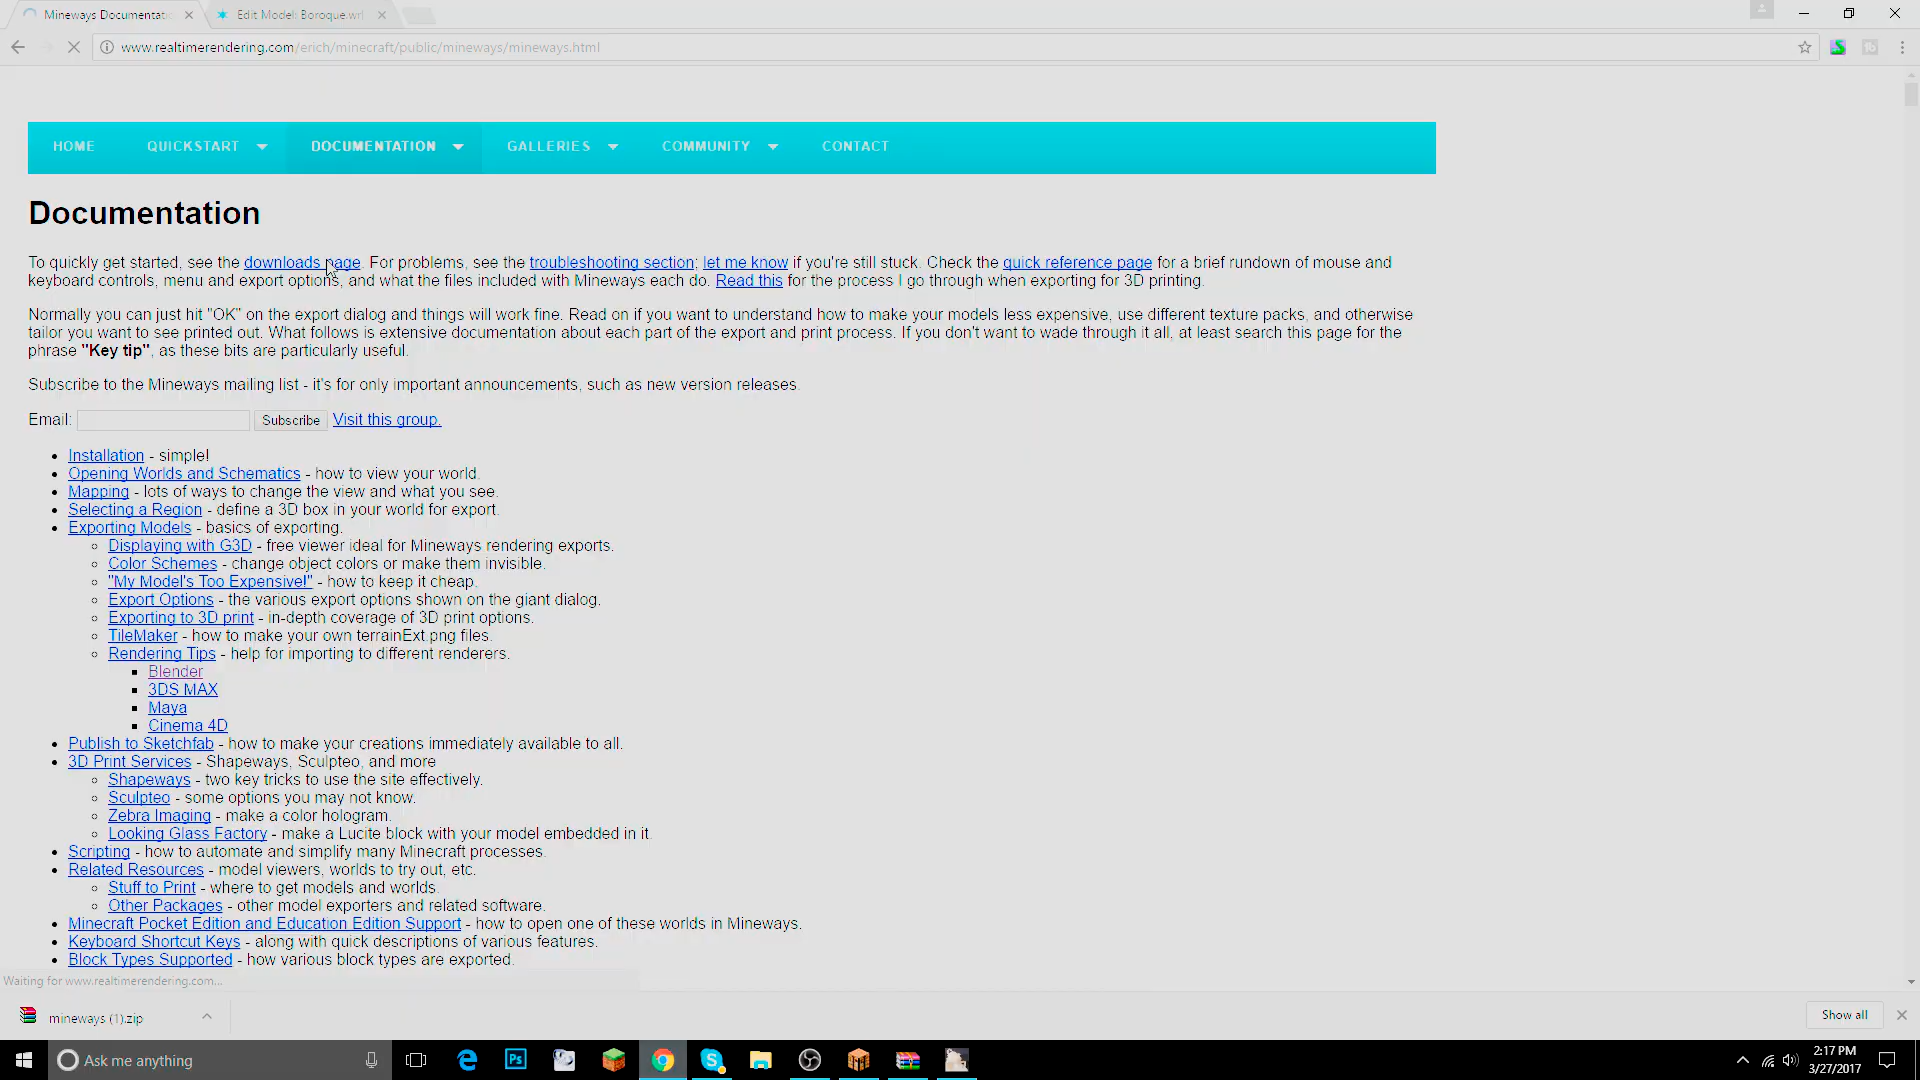 Mineways Documentati
Edit Model: Boroque.wrl
www.realtimerendering.com/erich/minecraft/public/mineways/mineways.html
HOME QUICKSTART DOCUMENTATION GALLERIES COMMUNITY CONTACT
Documentation
To quickly get started, see the downloads page. For problems, see the troubleshooting section; let me know if you're still stuck. Check the quick reference page for a brief rundown of mouse and
keyboard controls, menu and export options, and what the files included with Mineways each do. Read this for the process I go through when exporting for 3D printing.
Normally you can just hit "OK" on the export dialog and things will work fine. Read on if you want to understand how to make your models less expensive, use different texture packs, and otherwise
tailor you want to see printed out. What follows is extensive documentation about each part of the export and print process. If you don't want to wade through it all, at least search this page for the
phrase "Key tip", as these bits are particularly useful.
Subscribe to the Mineways mailing list - it's for only important announcements, such as new version releases.
Email: Subscribe Visit this group.
• Installation - simple!
• Opening Worlds and Schematics - how to view your world.
• Mapping - lots of ways to change the view and what you see.
• Selecting a Region - define a 3D box in your world for export.
• Exporting Models - basics of exporting.
◦ Displaying with G3D - free viewer ideal for Mineways rendering exports.
◦ Color Schemes - change object colors or make them invisible.
◦ "My Model's Too Expensive!" - how to keep it cheap.
◦ Export Options - the various export options shown on the giant dialog.
◦ Exporting to 3D print - in-depth coverage of 3D print options.
◦ TileMaker - how to make your own terrainExt.png files.
◦ Rendering Tips - help for importing to different renderers.
▪ Blender
▪ 3DS MAX
▪ Maya
▪ Cinema 4D
• Publish to Sketchfab - how to make your creations immediately available to all.
• 3D Print Services - Shapeways, Sculpteo, and more
◦ Shapeways - two key tricks to use the site effectively.
◦ Sculpteo - some options you may not know.
◦ Zebra Imaging - make a color hologram.
◦ Looking Glass Factory - make a Lucite block with your model embedded in it.
• Scripting - how to automate and simplify many Minecraft processes.
• Related Resources - model viewers, worlds to try out, etc.
◦ Stuff to Print - where to get models and worlds.
◦ Other Packages - other model exporters and related software.
• Minecraft Pocket Edition and Education Edition Support - how to open one of these worlds in Mineways.
• Keyboard Shortcut Keys - along with quick descriptions of various features.
• Block Types Supported - how various block types are exported.
Waiting for www.realtimerendering.com...
mineways (1).zip
Show all
Ask me anything
2:17 PM
3/27/2017